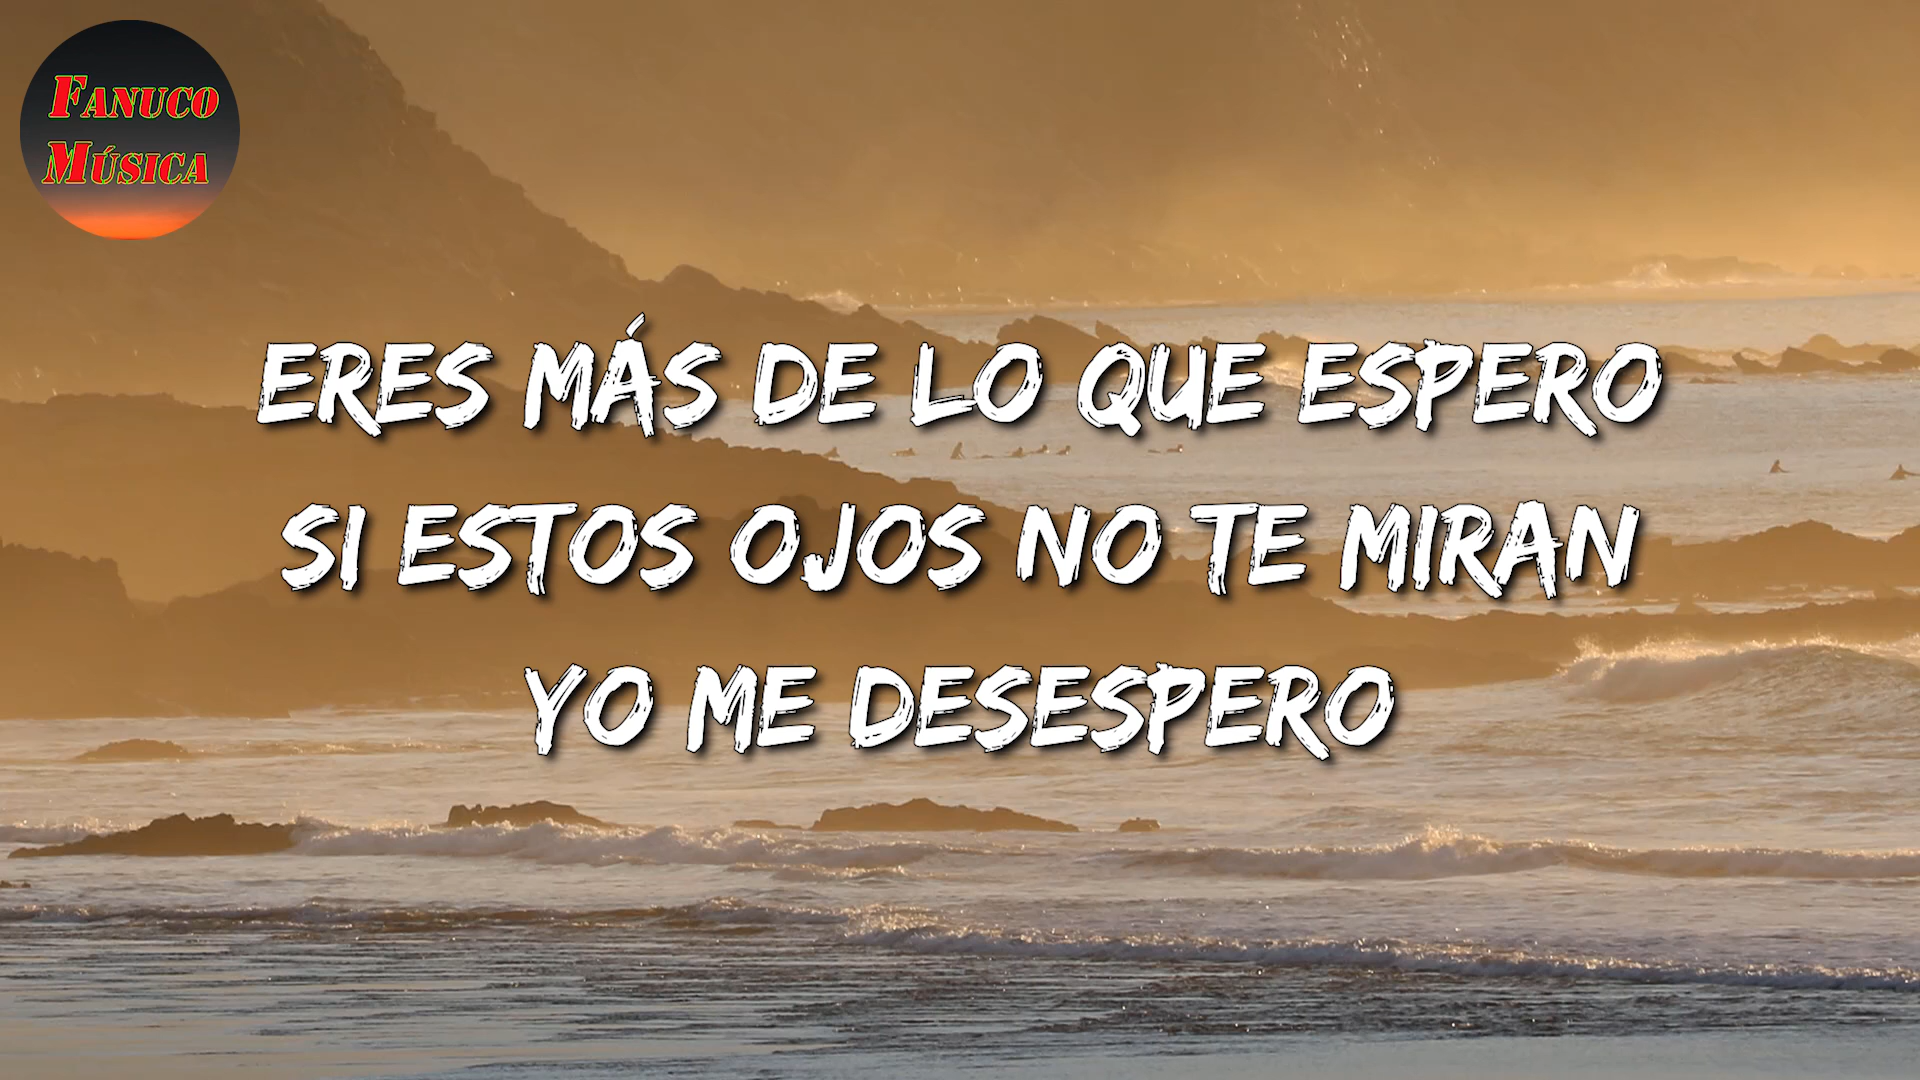 FANUCO
MÚSICA
ERES MÁS DE LO QUE ESPERO
SI ESTOS OJOS NO TE MIRAN
YO ME DESESPERO